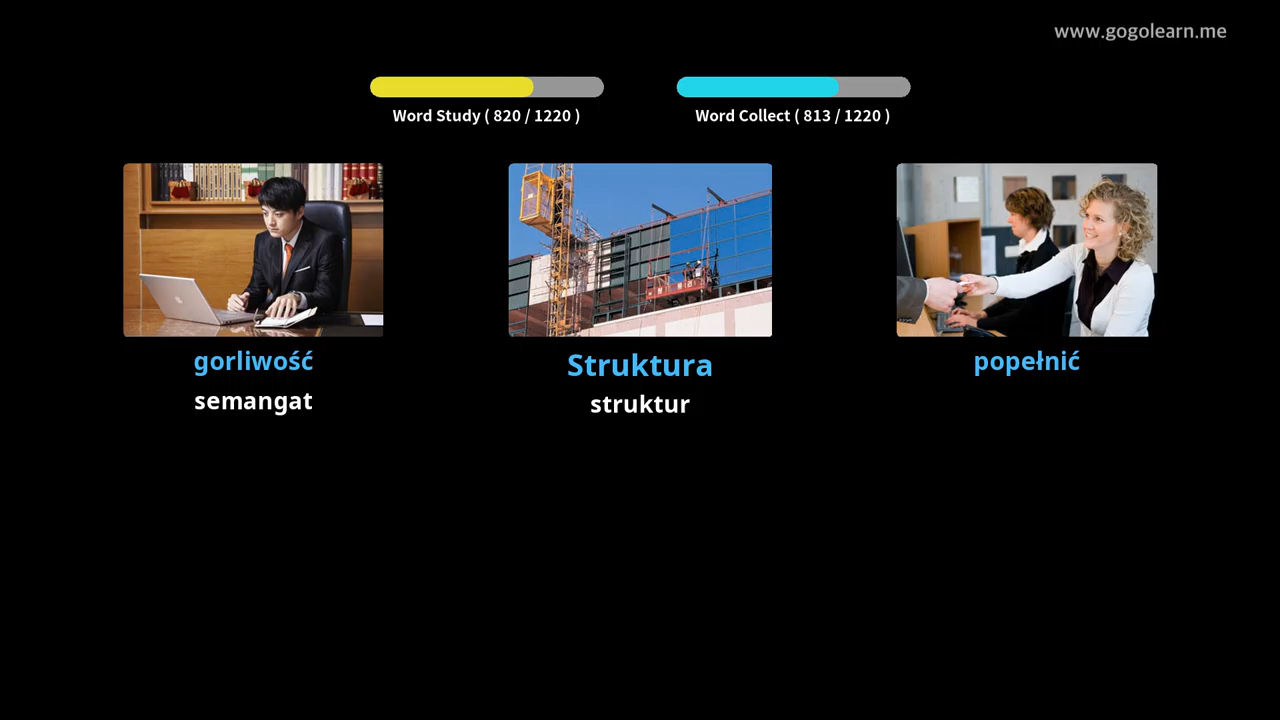 www.gogolearn.me
Word Study ( 820 / 1220 )
Word Collect ( 813 / 1220 )
gorliwość
semangat
Struktura
struktur
popełnić